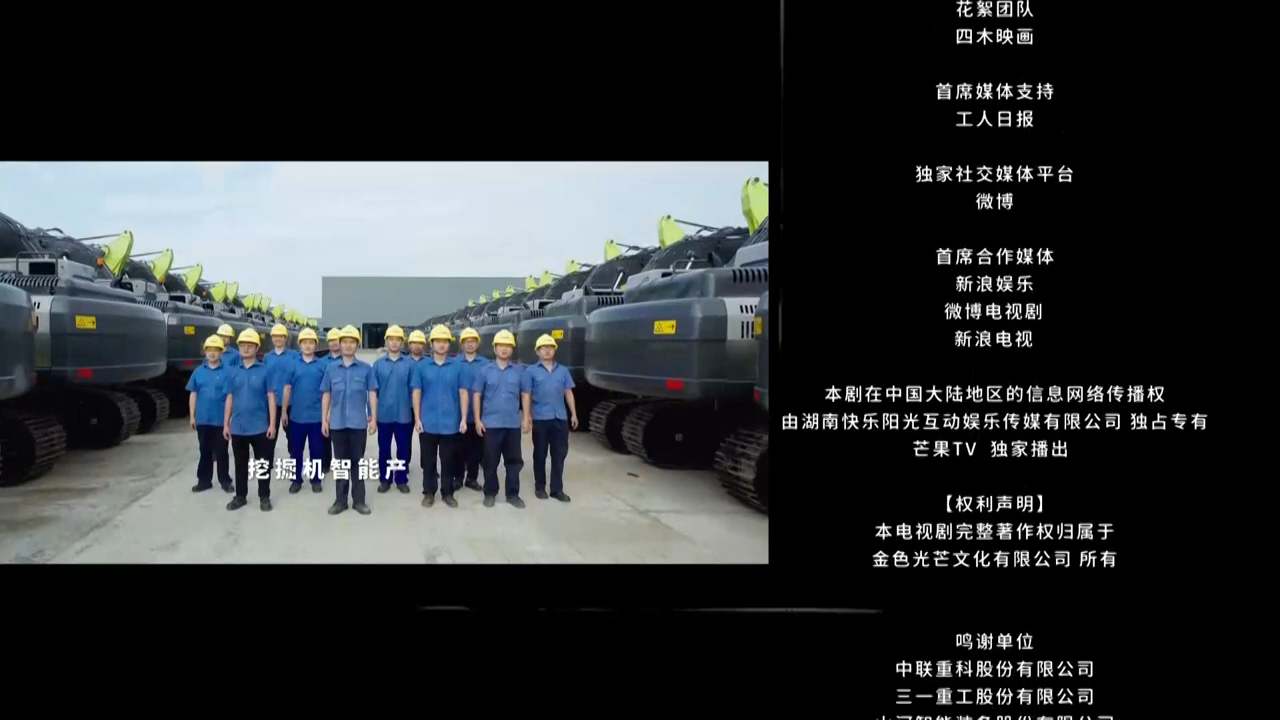 挖掘机智能产
花絮团队
四木映画
首席媒体支持
工人日报
独家社交媒体平台
微博
首席合作媒体
新浪娱乐
微博电视剧
新浪电视
本剧在中国大陆地区的信息网络传播权
由湖南快乐阳光互动娱乐传媒有限公司 独占专有
芒果TV 独家播出
【权利声明】
本电视剧完整著作权归属于
金色光芒文化有限公司 所有
鸣谢单位
中联重科股份有限公司
三一重工股份有限公司